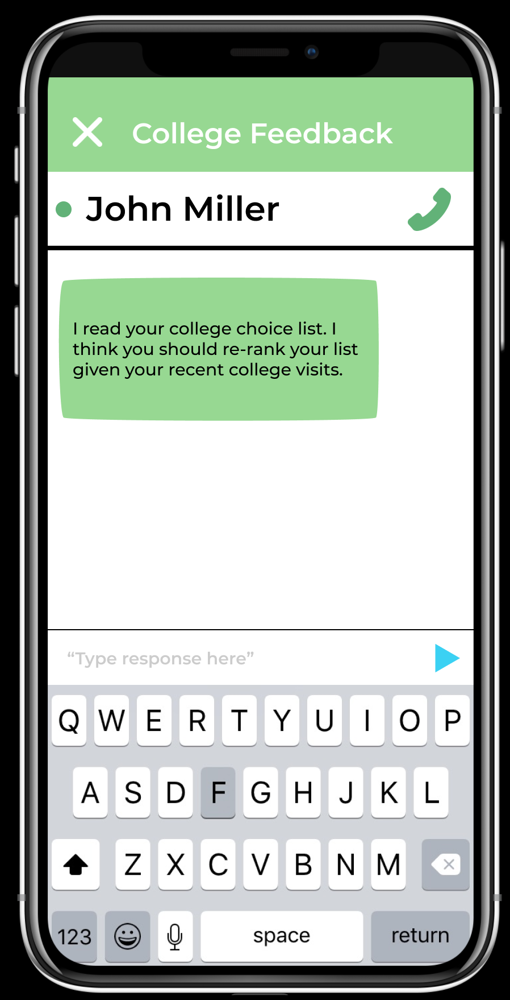 College Feedback
John Miller
I read your college choice list. I
think you should re-rank your list
given your recent college visits.
“Type response here”
Q W E R T Y U I O P
A S D F G H J K L
Z X C V B N M
123 space return